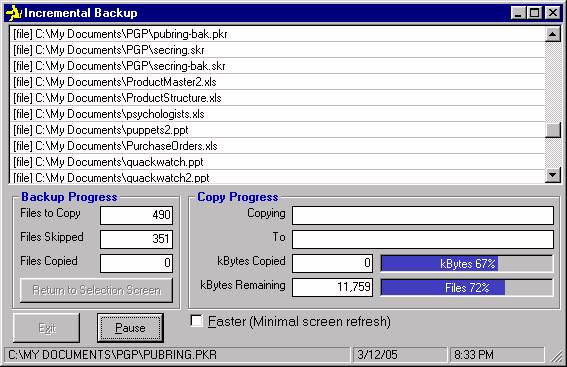 Incremental Backup
[file] C:\My Documents\PGP\pubring-bak.pkr
[file] C:\My Documents\PGP\secring.skr
[file] C:\My Documents\PGP\secring-bak.skr
[file] C:\My Documents\ProductMaster2.xls
[file] C:\My Documents\ProductStructure.xls
[file] C:\My Documents\psychologists.xls
[file] C:\My Documents\puppets2.ppt
[file] C:\My Documents\PurchaseOrders.xls
[file] C:\My Documents\quackwatch.ppt
[file] C:\My Documents\quackwatch2.ppt
Backup Progress
Files to Copy 490
Files Skipped 351
Files Copied 0
Return to Selection Screen
Copy Progress
Copying
To
kBytes Copied 0 kBytes 67%
kBytes Remaining 11,759 Files 72%
Exit Pause Faster (Minimal screen refresh)
C:\MY DOCUMENTS\PGP\PUBRING.PKR 3/12/05 8:33 PM